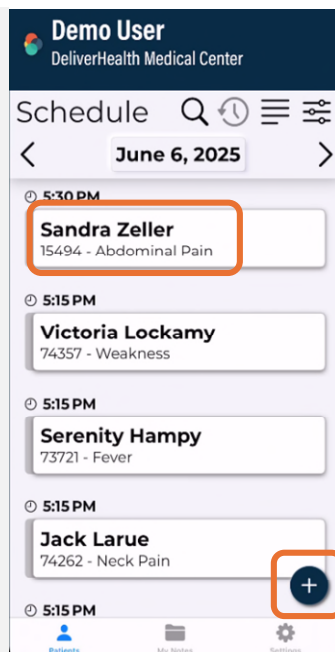 Demo User
DeliverHealth Medical Center
Schedule
June 6, 2025
5:30 PM
Sandra Zeller
15494 - Abdominal Pain
5:15 PM
Victoria Lockamy
74357 - Weakness
5:15 PM
Serenity Hampy
73721 - Fever
5:15 PM
Jack Larue
74262 - Neck Pain
+
5:15 PM
Patients My Notes Settings